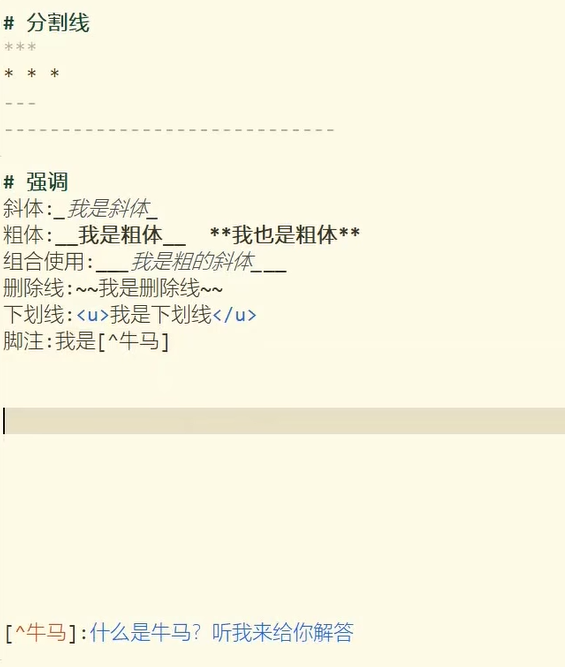 # 分割线
***
* * *
---
-----------------------------
# 强调
斜体:_我是斜体_
粗体:__我是粗体__  **我也是粗体**
组合使用:___我是粗的斜体___
删除线:~~我是删除线~~
下划线:<u>我是下划线</u>
脚注:我是[^牛马]
[^牛马]:什么是牛马？听我来给你解答